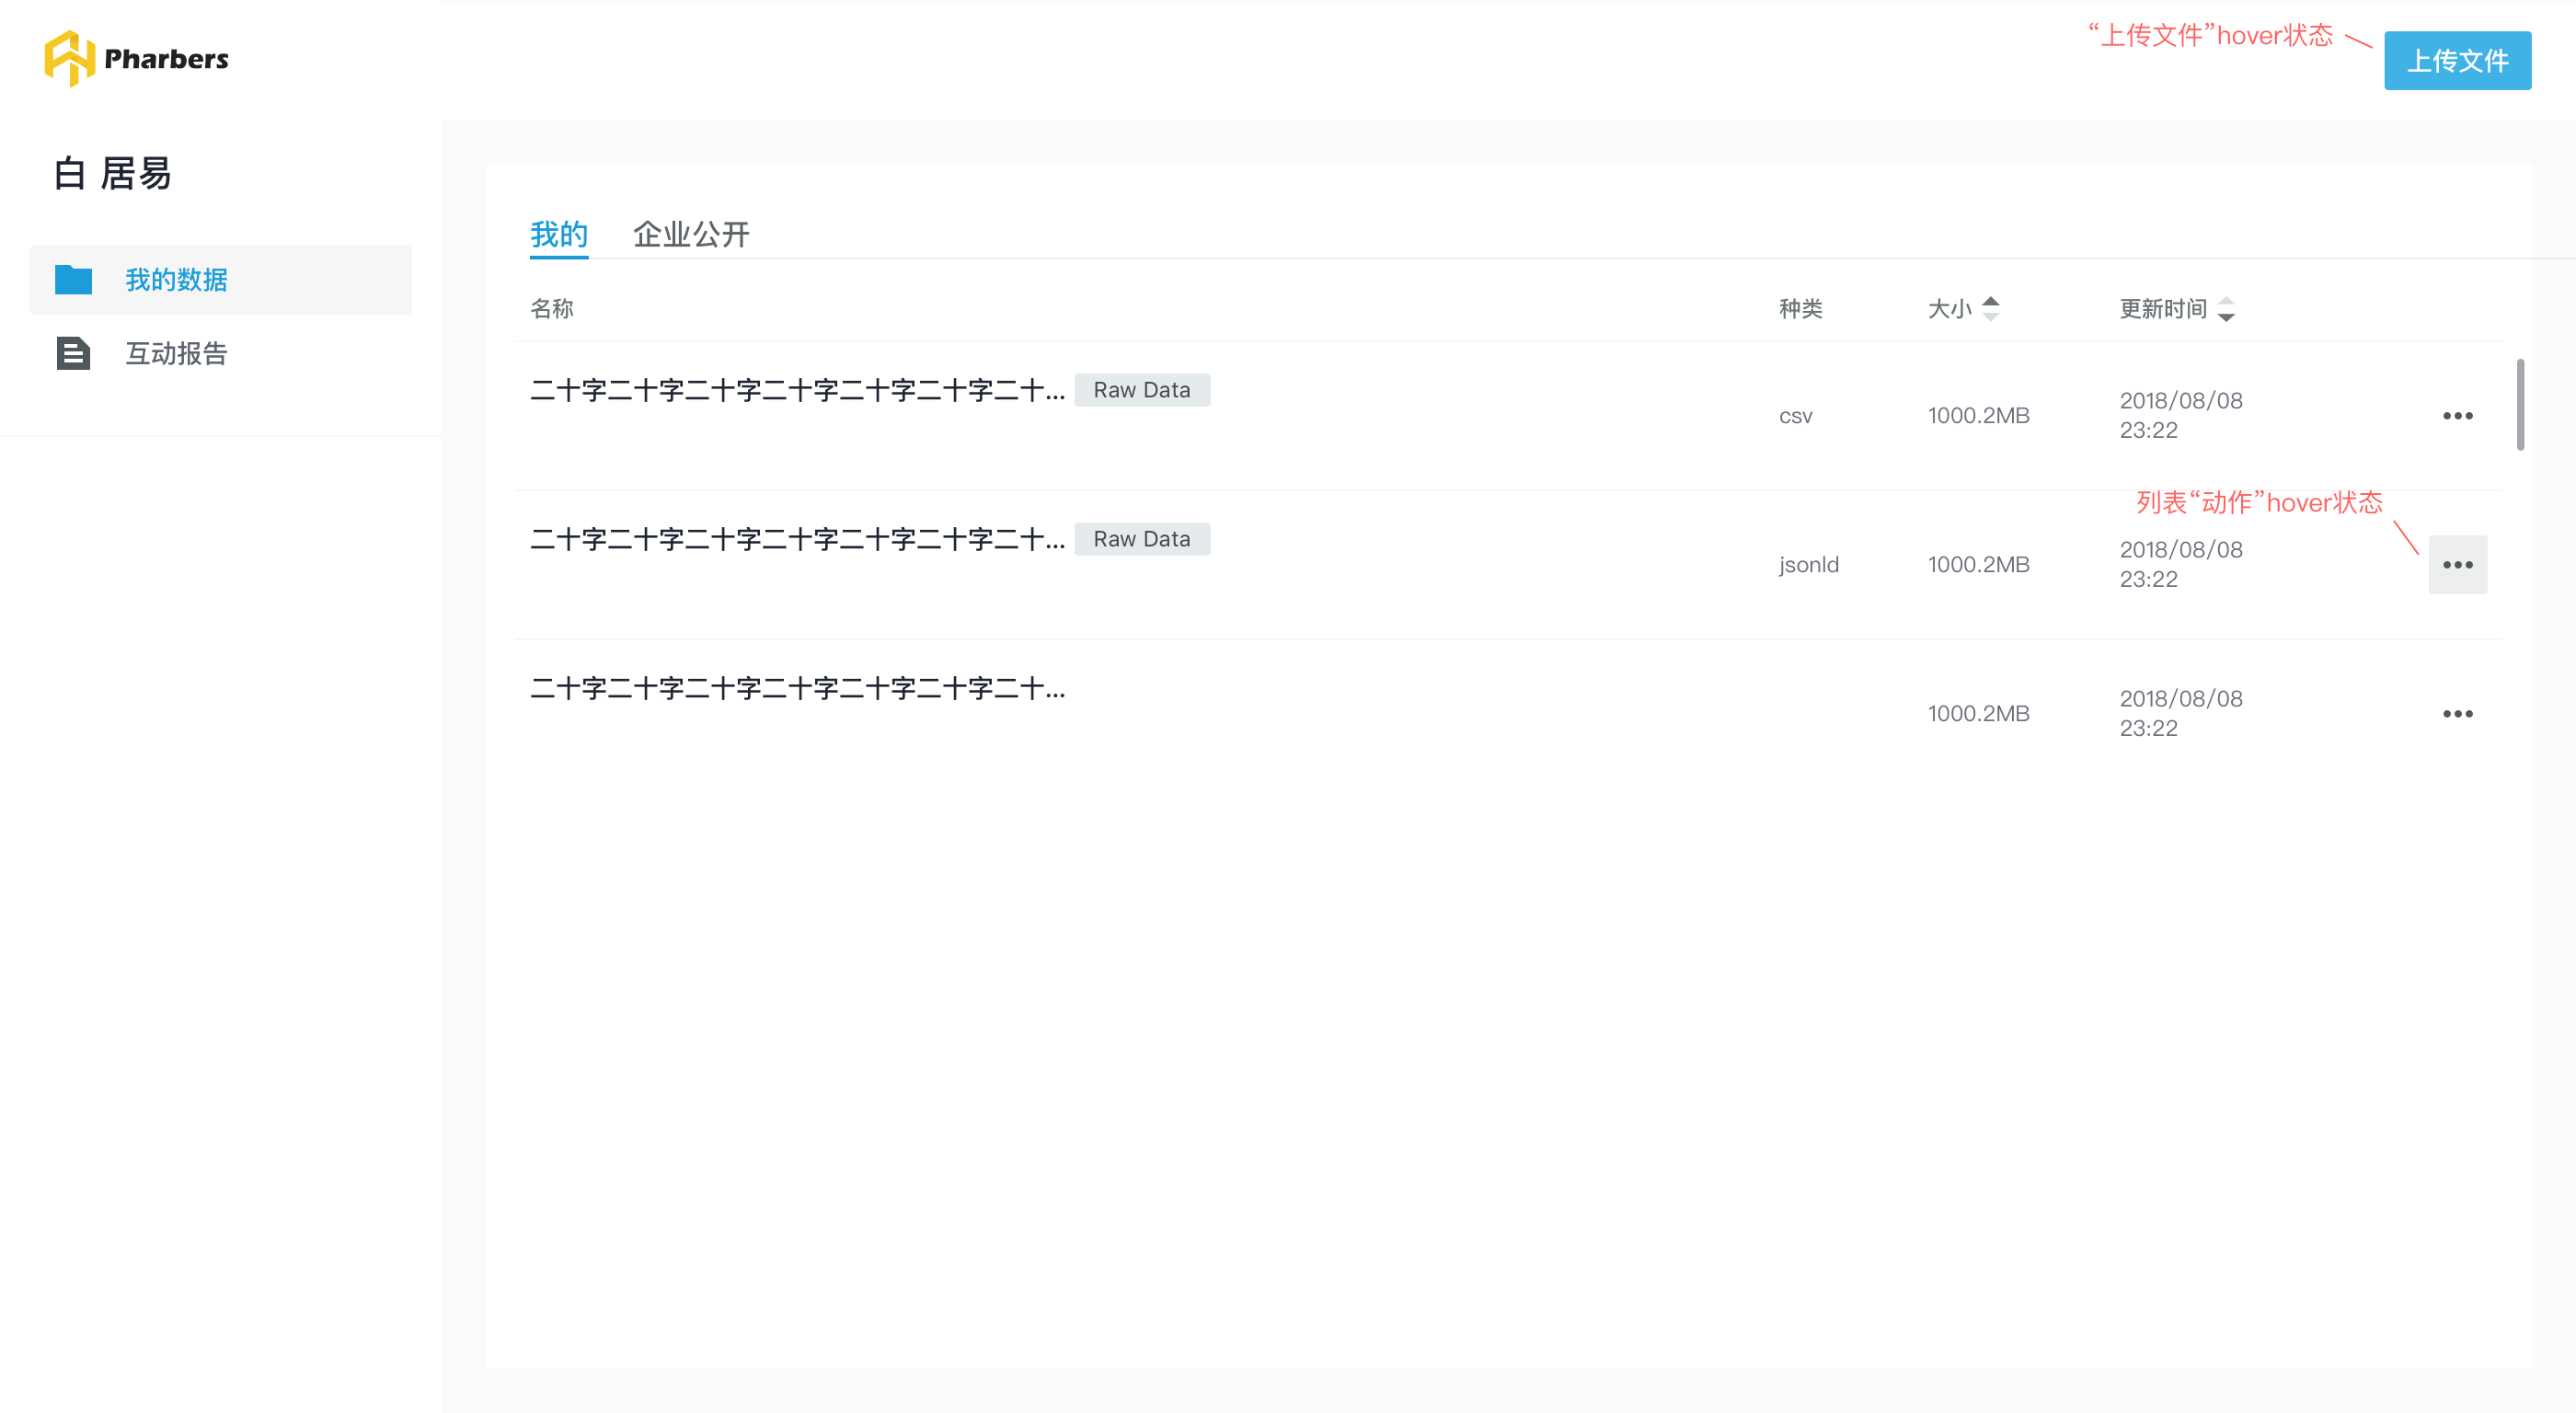 Pharbers
“上传文件”hover状态
上传文件
白 居易
我的数据
互动报告
我的 企业公开
名称 种类 大小 更新时间
二十字二十字二十字二十字二十字二十字二十... Raw Data csv 1000.2MB 2018/08/08
23:22
列表“动作”hover状态
二十字二十字二十字二十字二十字二十字二十... Raw Data jsonld 1000.2MB 2018/08/08
23:22
二十字二十字二十字二十字二十字二十字二十... 1000.2MB 2018/08/08
23:22